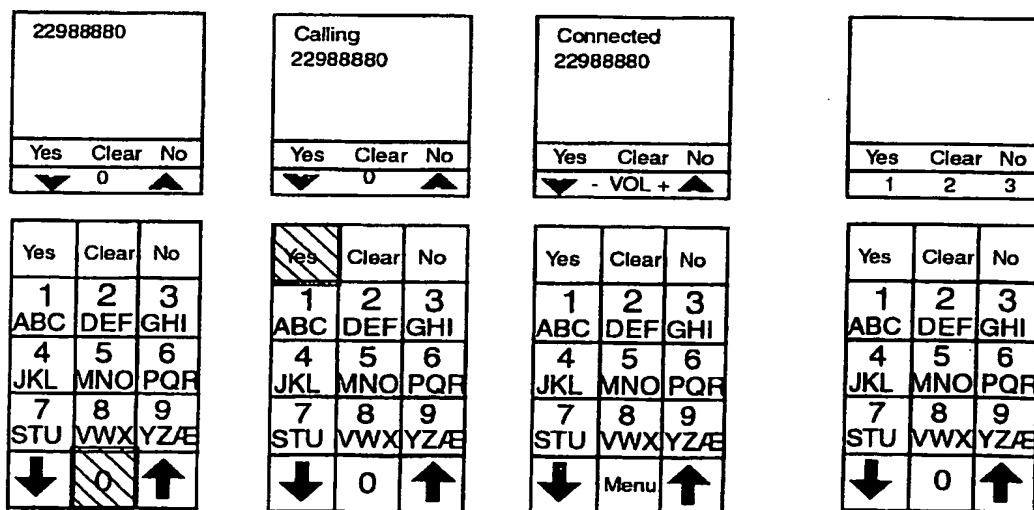 22988880
Yes Clear No
0
Calling
22988880
Yes Clear No
0
Connected
22988880
Yes Clear No
- VOL +
Yes Clear No
1 2 3
Yes Clear No
1 2 3
ABC DEF GHI
4 5 6
JKL MNO PQR
7 8 9
STU VWX YZÆ
0
Yes Clear No
1 2 3
ABC DEF GHI
4 5 6
JKL MNO PQR
7 8 9
STU VWX YZÆ
0
Yes Clear No
1 2 3
ABC DEF GHI
4 5 6
JKL MNO PQR
7 8 9
STU VWX YZÆ
Menu
Yes Clear No
1 2 3
ABC DEF GHI
4 5 6
JKL MNO PQR
7 8 9
STU VWX YZÆ
0